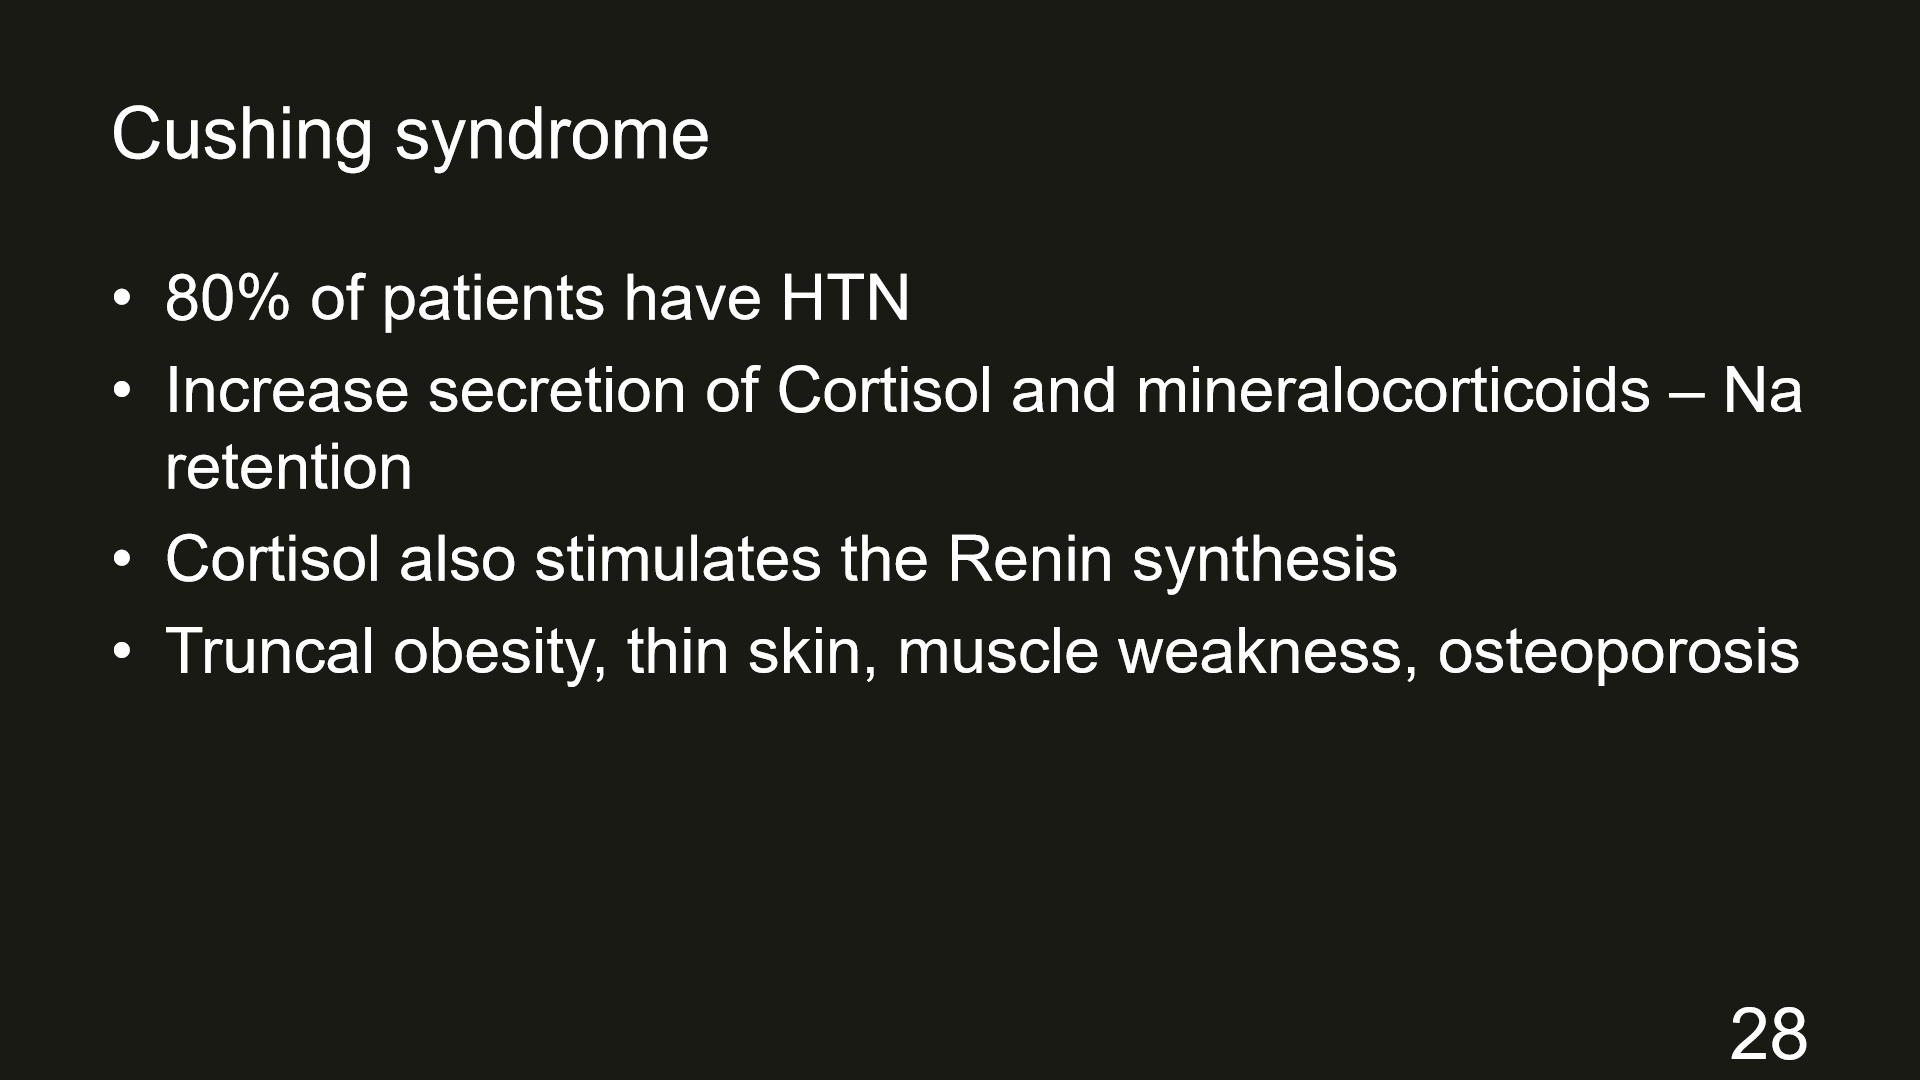 Cushing syndrome
• 80% of patients have HTN
• Increase secretion of Cortisol and mineralocorticoids – Na
retention
• Cortisol also stimulates the Renin synthesis
• Truncal obesity, thin skin, muscle weakness, osteoporosis
28